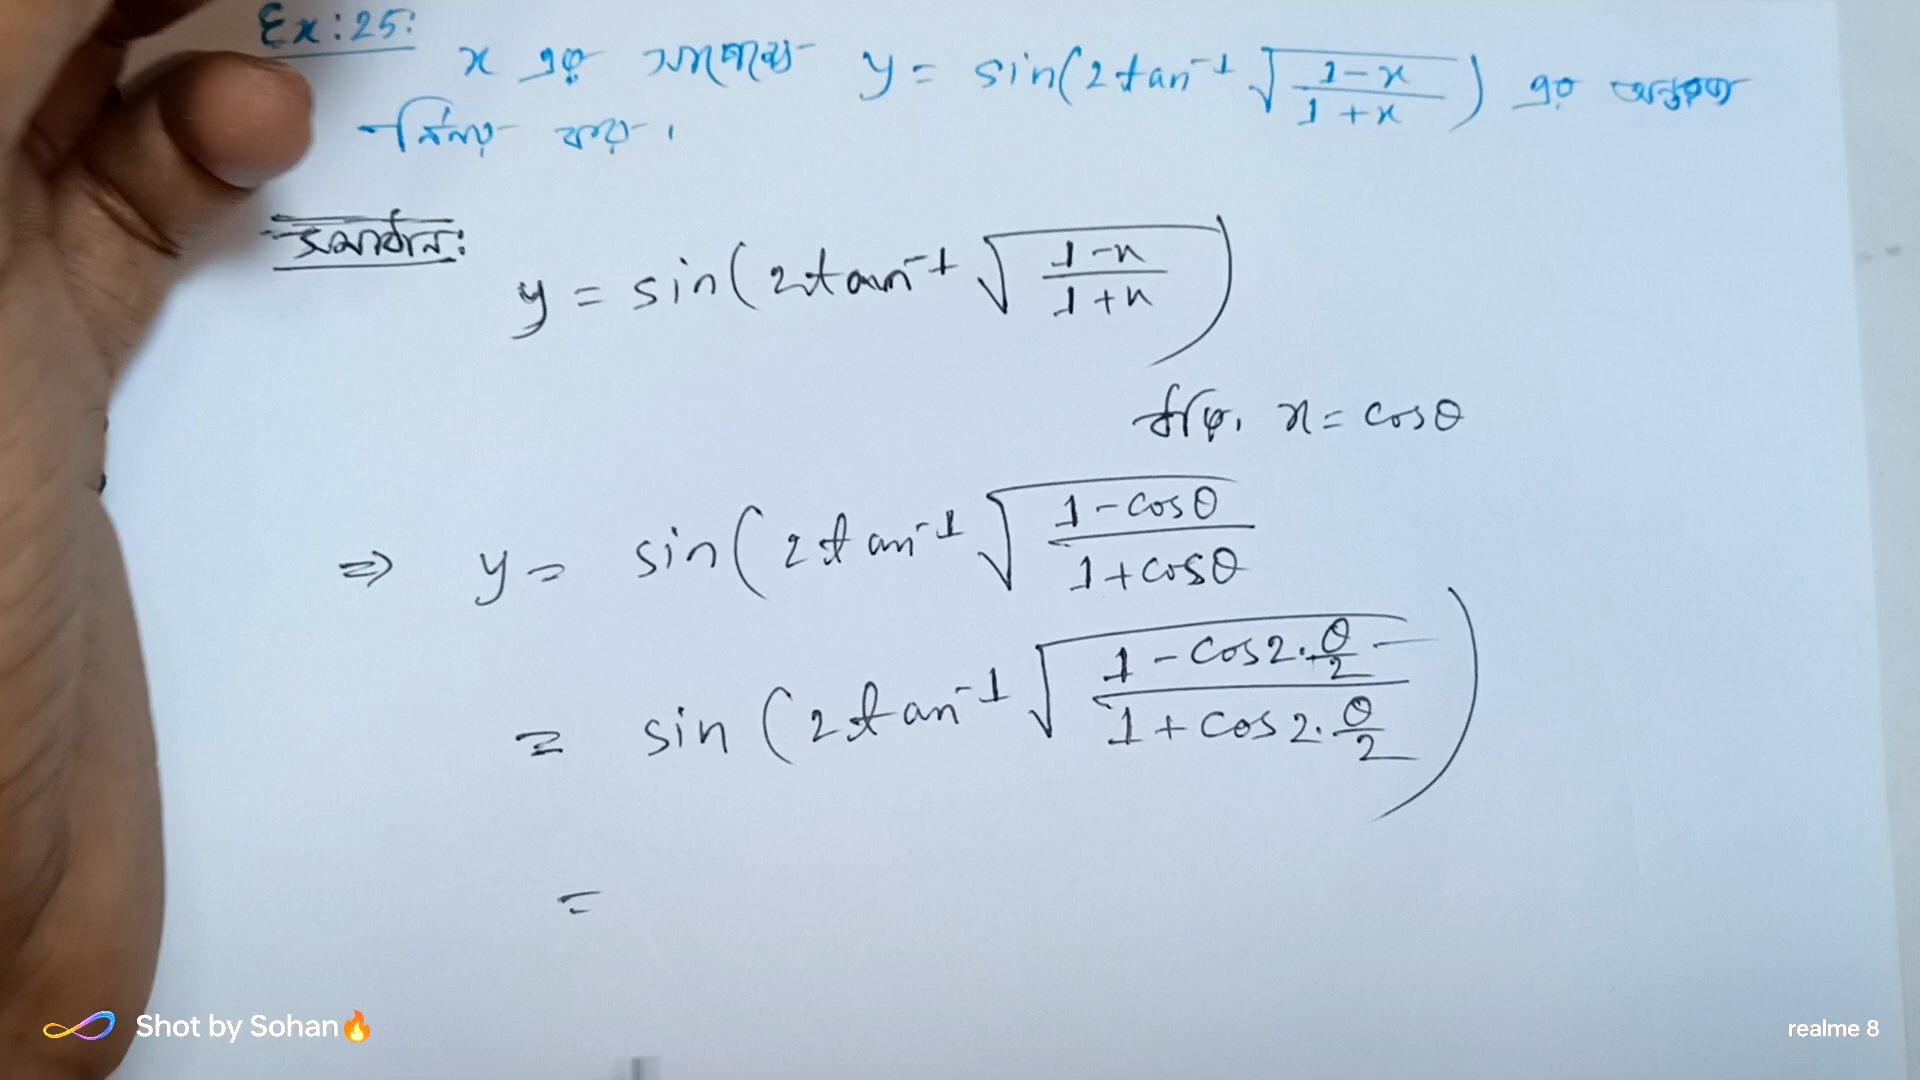 Ex:25:
x এর সাপেক্ষে y = sin(2tan⁻¹ √((1-x)/(1+x))) এর অন্তরজ
নির্ণয় কর।
সমাধান:
y = sin(2tan⁻¹ √((1-x)/(1+x)))
ধরি, x = cosθ
⇒ y = sin(2tan⁻¹ √((1-cosθ)/(1+cosθ))
= sin(2tan⁻¹ √((1-cos2.θ/2)/(1+cos2.θ/2)))
=
Shot by Sohan🔥
realme 8